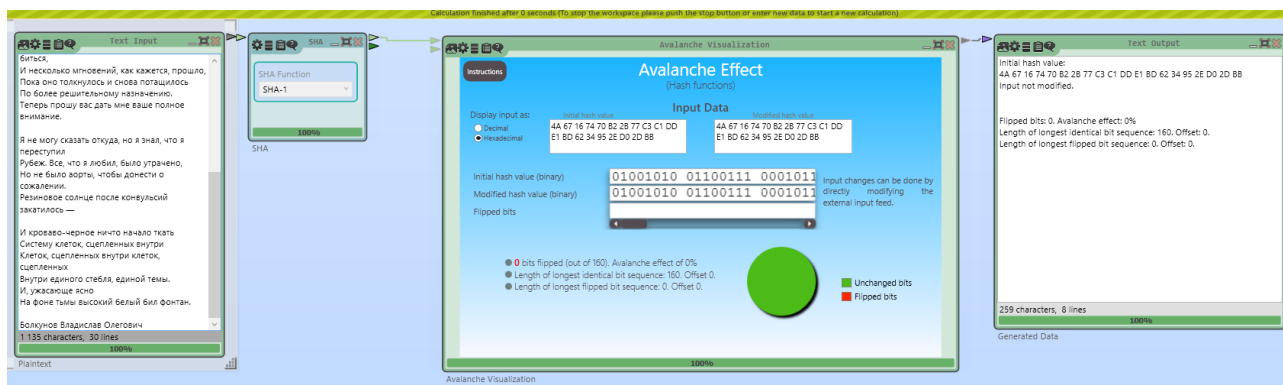 Calculation finished after 0 seconds (To stop the workspace please push the stop button or enter new data to start a new calculation)
Text Input
биться,
И несколько мгновений, как кажется, прошло,
Пока оно толкнулось и снова потащилось
По более решительному назначению.
Теперь прошу вас дать мне ваше полное
внимание.
Я не могу сказать откуда, но я знал, что я
преступил
Рубеж. Все, что я любил, было утрачено,
Но не было аорты, чтобы донести о
сожалении.
Резиновое солнце после конвульсий
закатилось —
И кроваво-черное ничто начало ткать
Систему клеток, сцепленных внутри
Клеток, сцепленных внутри клеток,
сцепленных
Внутри единого стебля, единой темы.
И, ужасающе ясно
На фоне тьмы высокий белый бил фонтан.
Болкунов Владислав Олегович
1 135 characters, 30 lines
100%
Plaintext
SHA
SHA Function
SHA-1
100%
SHA
Avalanche Visualization
Instructions
Avalanche Effect
(Hash functions)
Input Data
Display input as:
Decimal
Hexadecimal
Initial hash value
4A 67 16 74 70 B2 2B 77 C3 C1 DD
E1 BD 62 34 95 2E D0 2D BB
Modified hash value
4A 67 16 74 70 B2 2B 77 C3 C1 DD
E1 BD 62 34 95 2E D0 2D BB
Initial hash value (binary)
01001010 01100111 0001011
Modified hash value (binary)
01001010 01100111 0001011
Flipped bits
Input changes can be done by
directly modifying the
external input feed.
0 bits flipped (out of 160). Avalanche effect of 0%
Length of longest identical bit sequence: 160. Offset 0.
Length of longest flipped bit sequence: 0. Offset 0.
Unchanged bits
Flipped bits
100%
Avalanche Visualization
Text Output
Initial hash value:
4A 67 16 74 70 B2 2B 77 C3 C1 DD E1 BD 62 34 95 2E D0 2D BB
Input not modified.
Flipped bits: 0. Avalanche effect: 0%
Length of longest identical bit sequence: 160. Offset: 0.
Length of longest flipped bit sequence: 0. Offset: 0.
259 characters, 8 lines
100%
Generated Data